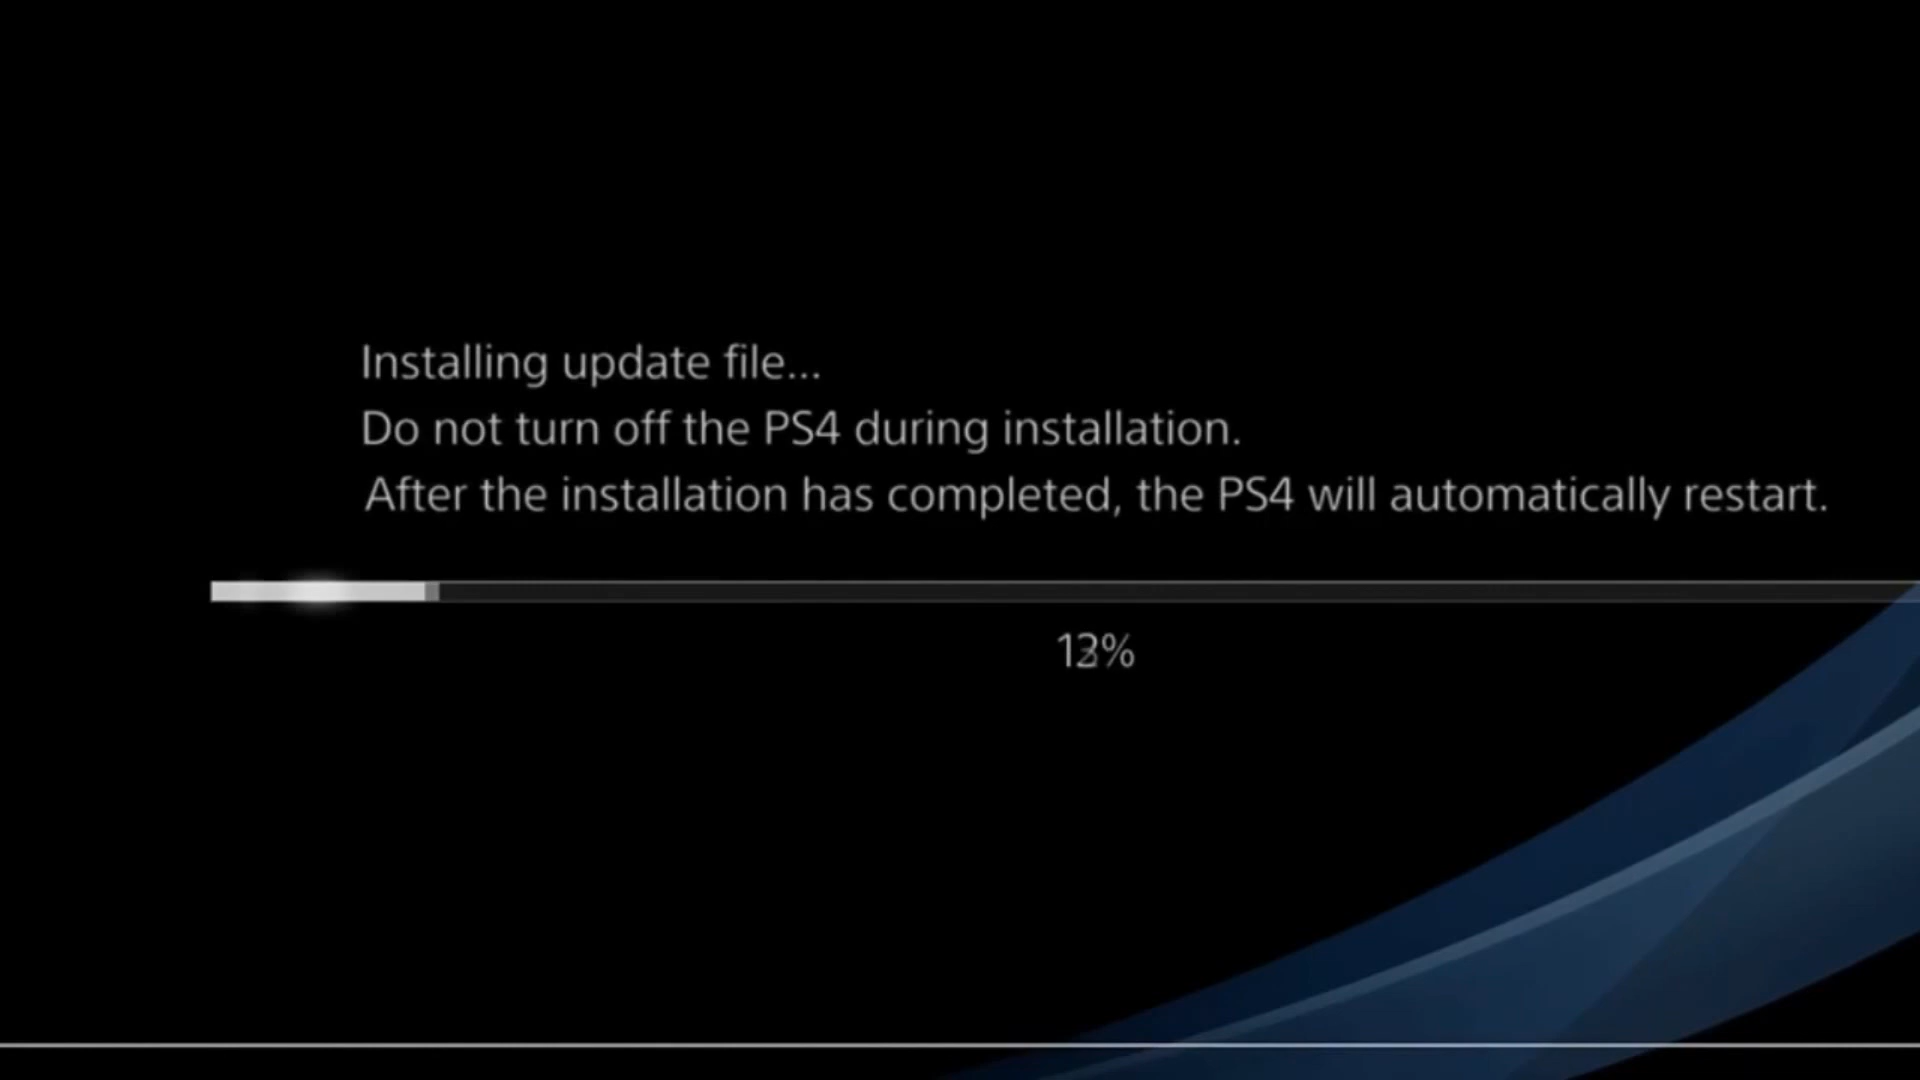 Installing update file...
Do not turn off the PS4 during installation.
After the installation has completed, the PS4 will automatically restart.